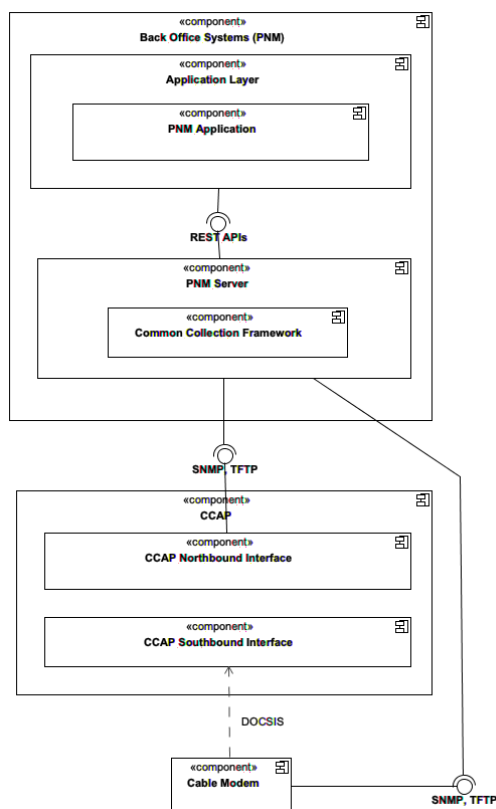 «component»
Back Office Systems (PNM)
«component»
Application Layer
«component»
PNM Application
REST APIs
«component»
PNM Server
«component»
Common Collection Framework
SNMP, TFTP
«component»
CCAP
«component»
CCAP Northbound Interface
«component»
CCAP Southbound Interface
DOCSIS
«component»
Cable Modem
SNMP, TFTP